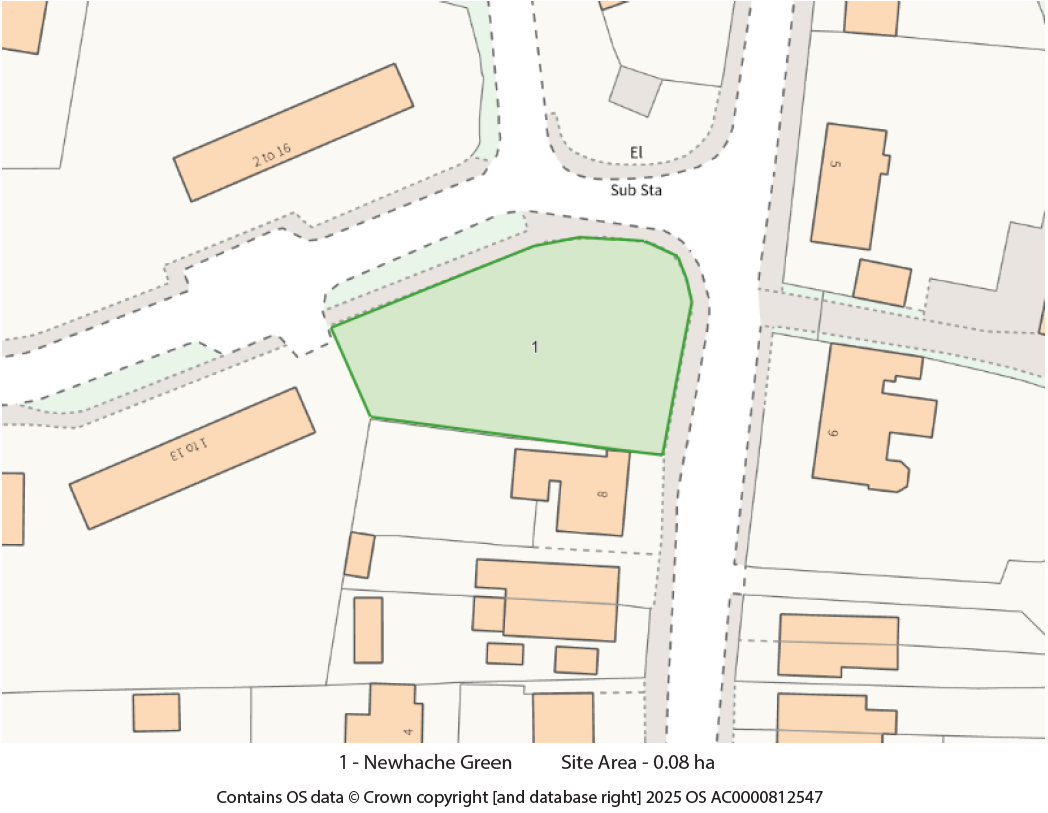 2 to 16
El
Sub Sta
5
1
9
1 to 13
8
4
1 - Newhache Green Site Area - 0.08 ha
Contains OS data © Crown copyright [and database right] 2025 OS AC0000812547